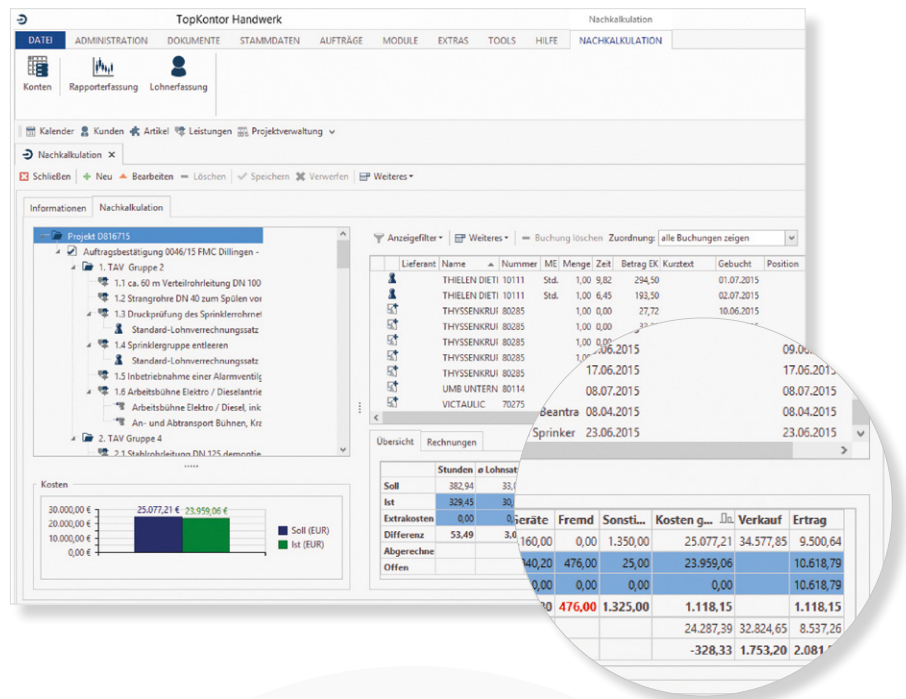 TopKontor Handwerk
Nachkalkulation
DATEI ADMINISTRATION DOKUMENTE STAMMDATEN AUFTRÄGE MODULE EXTRAS TOOLS HILFE NACHKALKULATION
Konten Rapporterfassung Lohnerfassung
Kalender Kunden Artikel Leistungen Projektverwaltung
Nachkalkulation
Schließen Neu Bearbeiten Löschen Speichern Verwerfen Weiteres
Informationen Nachkalkulation
Projekt D816715
Auftragsbestätigung 0046/15 FMC Dillingen -
1. TAV Gruppe 2
1.1 ca. 60 m Verteilrohrleitung DN 100
1.2 Strangrohre DN 40 zum Spülen vor
1.3 Druckprüfung des Sprinklerrohrnet
Standard-Lohnverrechnungssatz
1.4 Sprinklergruppe entleeren
Standard-Lohnverrechnungssatz
1.5 Inbetriebnahme einer Alarmventilg
1.6 Arbeitsbühne Elektro / Dieselantrie
Arbeitsbühne Elektro / Diesel, ink
An- und Abtransport Bühnen, Kra
2. TAV Gruppe 4
2.1 Stahlrohrleitung DN 125 demontie
Kosten
30.000,00 €
20.000,00 €
10.000,00 €
0,00 €
25.077,21 € 23.959,06 €
Soll (EUR)
Ist (EUR)
Anzeigefilter Weiteres Buchung löschen Zuordnung: alle Buchungen zeigen
Lieferant Name Nummer ME Menge Zeit Betrag EK Kurztext Gebucht Position
THIELEN DIETI 10111 Std. 1,00 9,82 294,50 01.07.2015
THIELEN DIETI 10111 Std. 1,00 6,45 193,50 02.07.2015
THYSSENKRUI 80285 1,00 0,00 27,72 10.06.2015
THYSSENKRUI 80285 1,00 0,00
THYSSENKRUI 80285 1,00 0,00
THYSSENKRUI 80285
THYSSENKRUI 80285
UMB UNTERN 80114
VICTAULIC 70275
.06.2015 09.06.
17.06.2015 17.06.2015
08.07.2015 08.07.2015
Beantra 08.04.2015 08.04.2015
Sprinker 23.06.2015 23.06.2015
Übersicht Rechnungen
Stunden ø Lohnsat
Soll 382,94 33,0
Ist 329,45 30,
Extrakosten 0,00 0,
Differenz 53,49 3,0
Abgerechne
Offen
Geräte Fremd Sonsti... Kosten g... Verkauf Ertrag
160,00 0,00 1.350,00 25.077,21 34.577,85 9.500,64
940,20 476,00 25,00 23.959,06 10.618,79
0,00 0,00 0,00 0,00 10.618,79
476,00 1.325,00 1.118,15 1.118,15
24.287,39 32.824,65 8.537,26
-328,33 1.753,20 2.081